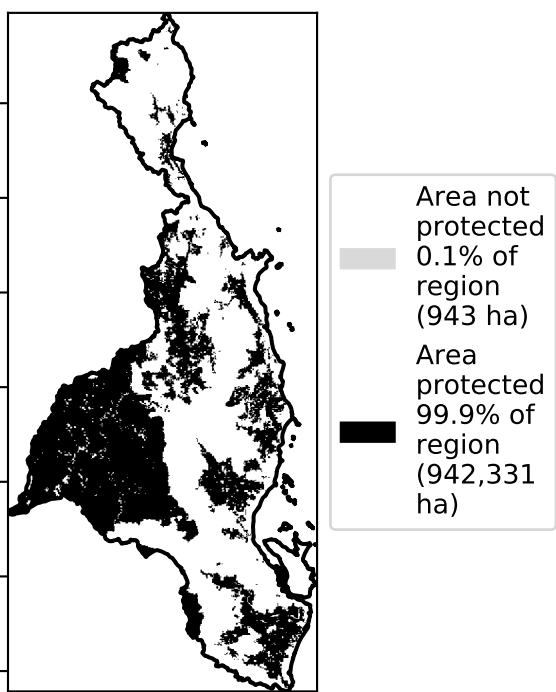 Area not
protected
0.1% of
region
(943 ha)
Area
protected
99.9% of
region
(942,331
ha)